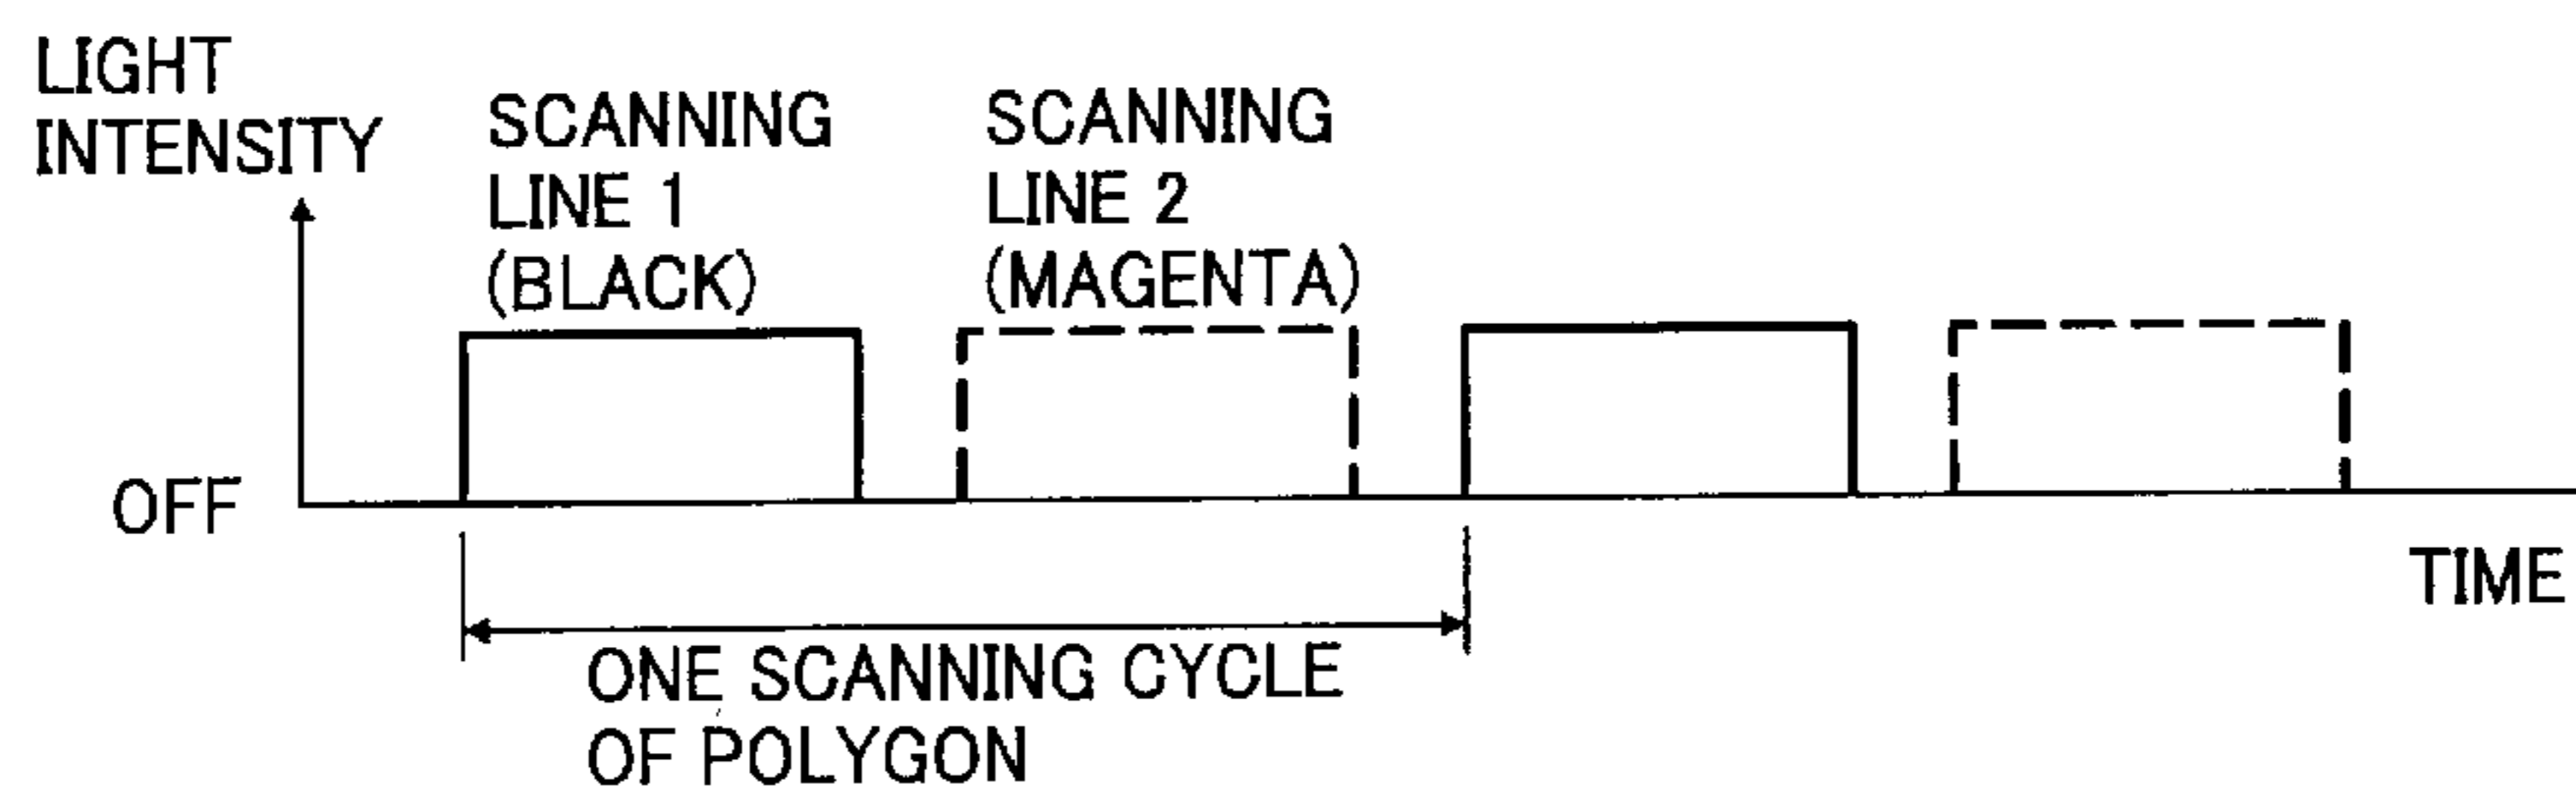 LIGHT
INTENSITY
SCANNING
LINE 1
(BLACK)
SCANNING
LINE 2
(MAGENTA)
OFF
TIME
ONE SCANNING CYCLE
OF POLYGON